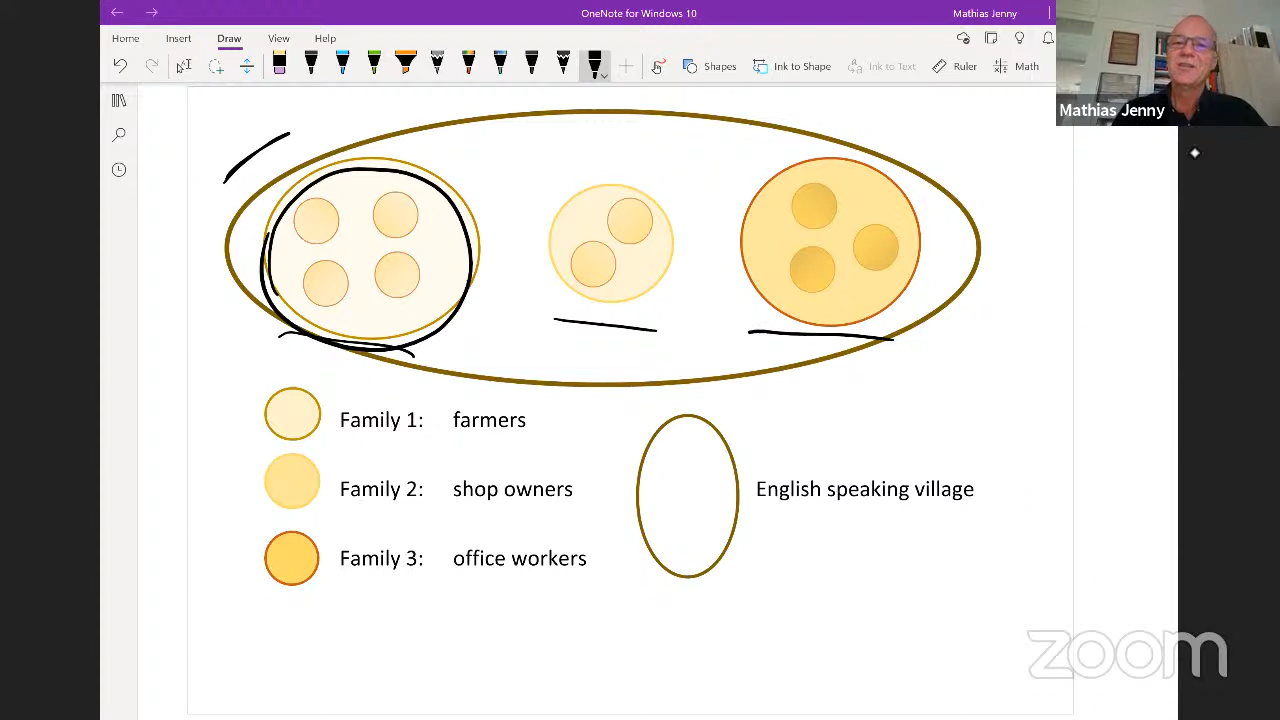 OneNote for Windows 10
Mathias Jenny
Home Insert Draw View Help
Shapes Ink to Shape Ink to Text Ruler Math
Mathias Jenny
Family 1: farmers
Family 2: shop owners
English speaking village
Family 3: office workers
zoom